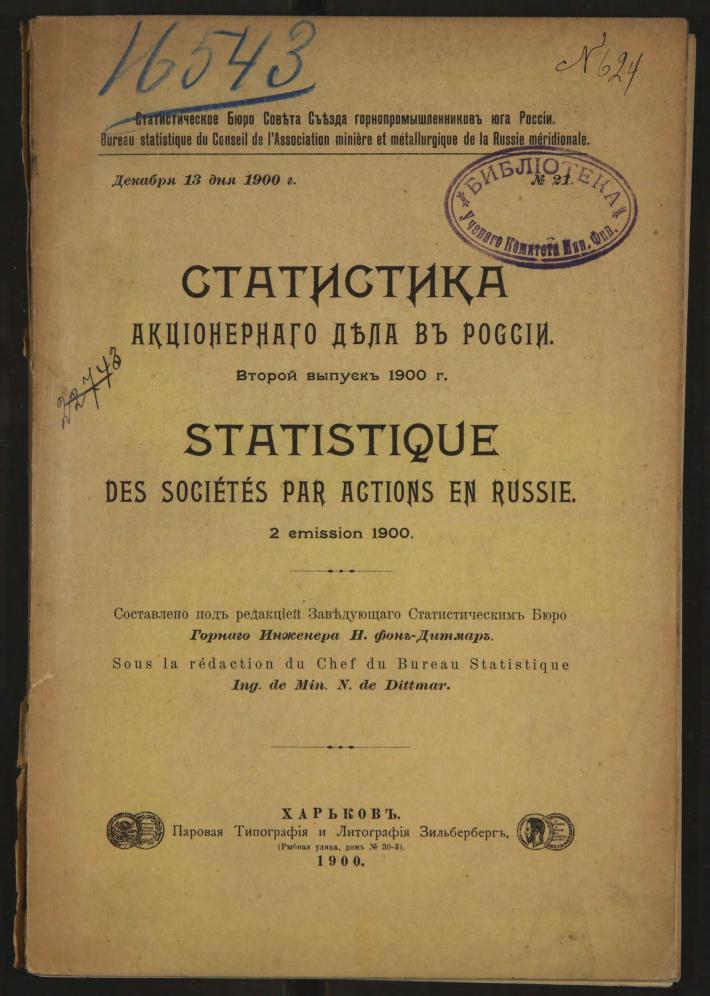 16543
№ 624
Статистическое Бюро Совѣта Съѣзда горнопромышленниковъ юга Россіи.
Bureau statistique du Conseil de l'Association minière et métallurgique de la Russie méridionale.
Декабря 13 дня 1900 г.
№ 21.
БИБЛІОТЕКА
Ученаго Комитета Мин. Фин.
СТАТИСТИКА
АКЦІОНЕРНАГО ДѢЛА ВЪ РОССІИ.
Второй выпускъ 1900 г.
22743
STATISTIQUE
DES SOCIÉTÉS PAR ACTIONS EN RUSSIE.
2 emission 1900.
Составлено подъ редакціей Завѣдующаго Статистическимъ Бюро
Горнаго Инженера Н. фонъ-Дитмаръ.
Sous la rédaction du Chef du Bureau Statistique
Ing. de Min. N. de Dittmar.
ХАРЬКОВЪ.
Паровая Типографія и Литографія Зильбербергъ.
(Рыбная улица, домъ № 30-й).
1900.